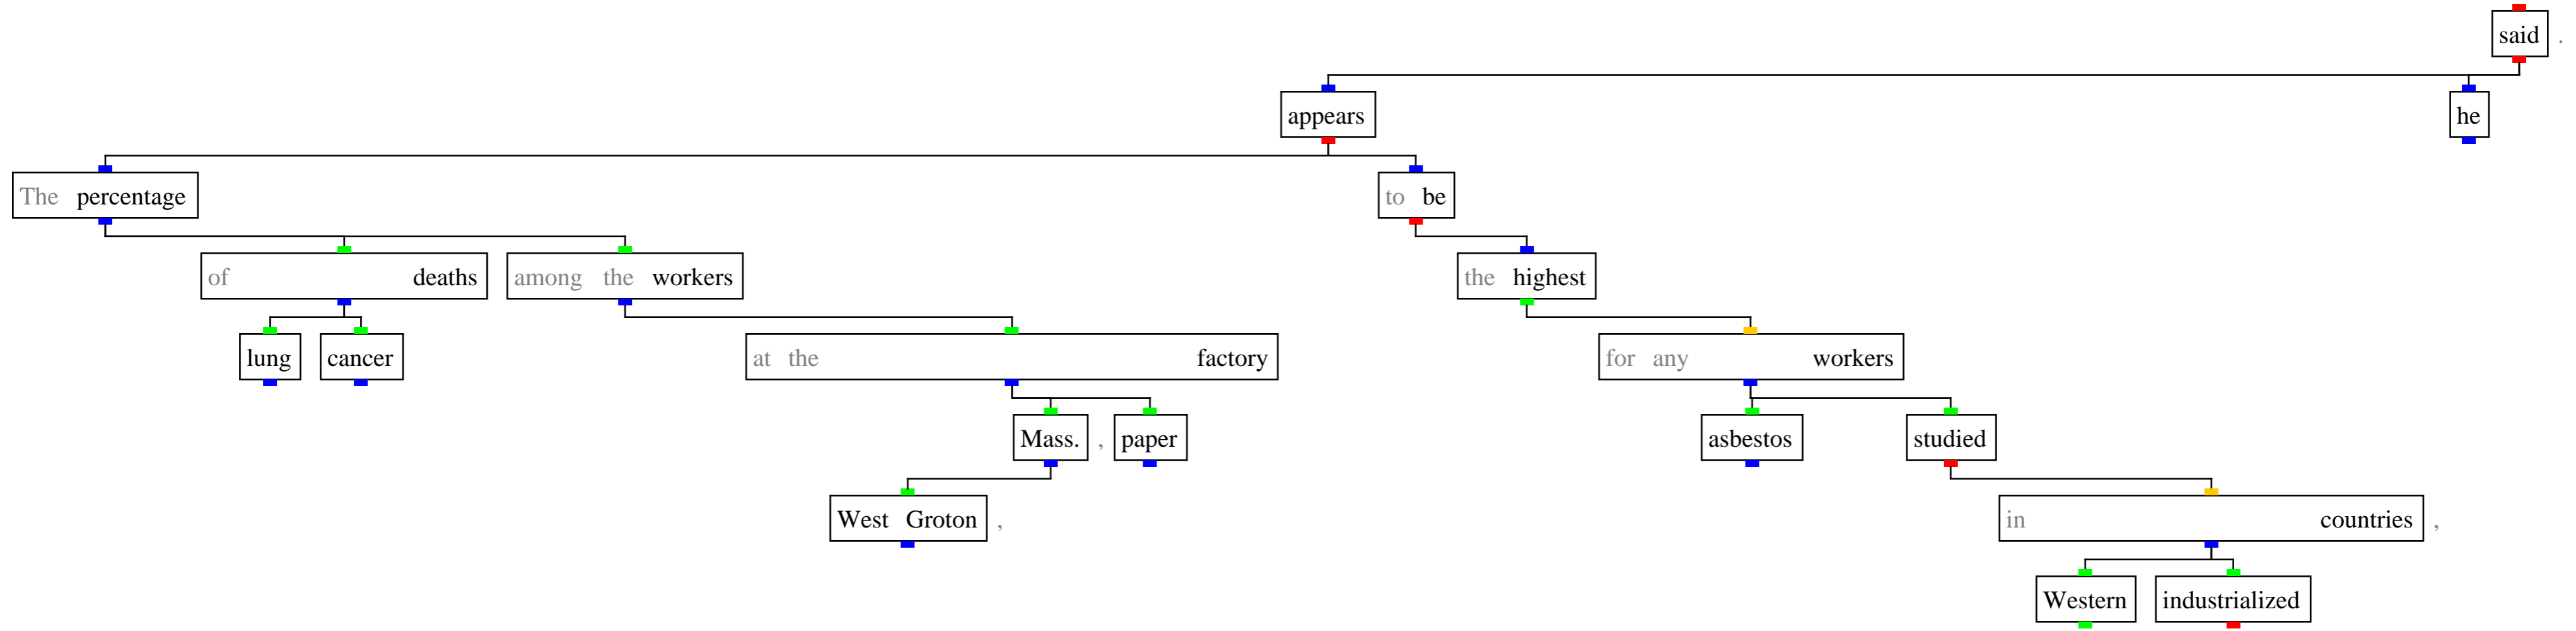 said .
appears he
The percentage to be
of deaths among the workers the highest
lung cancer at the factory for any workers
Mass. , paper asbestos studied
West Groton , in countries ,
Western industrialized